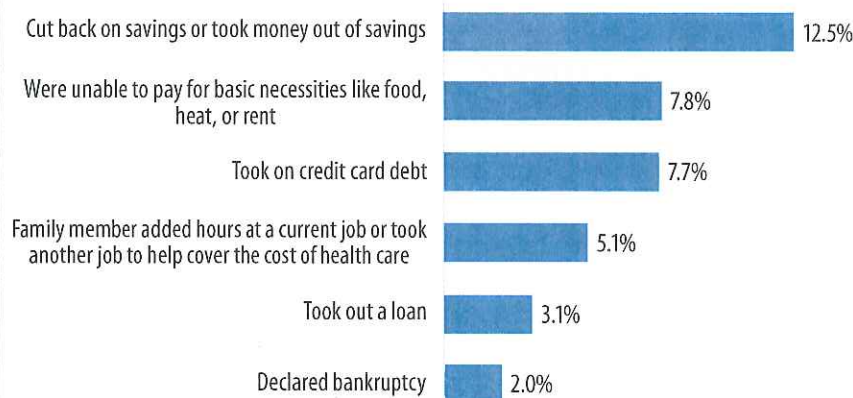 Cut back on savings or took money out of savings
12.5%
Were unable to pay for basic necessities like food,
heat, or rent
7.8%
Took on credit card debt
7.7%
Family member added hours at a current job or took
another job to help cover the cost of health care
5.1%
Took out a loan
3.1%
Declared bankruptcy
2.0%